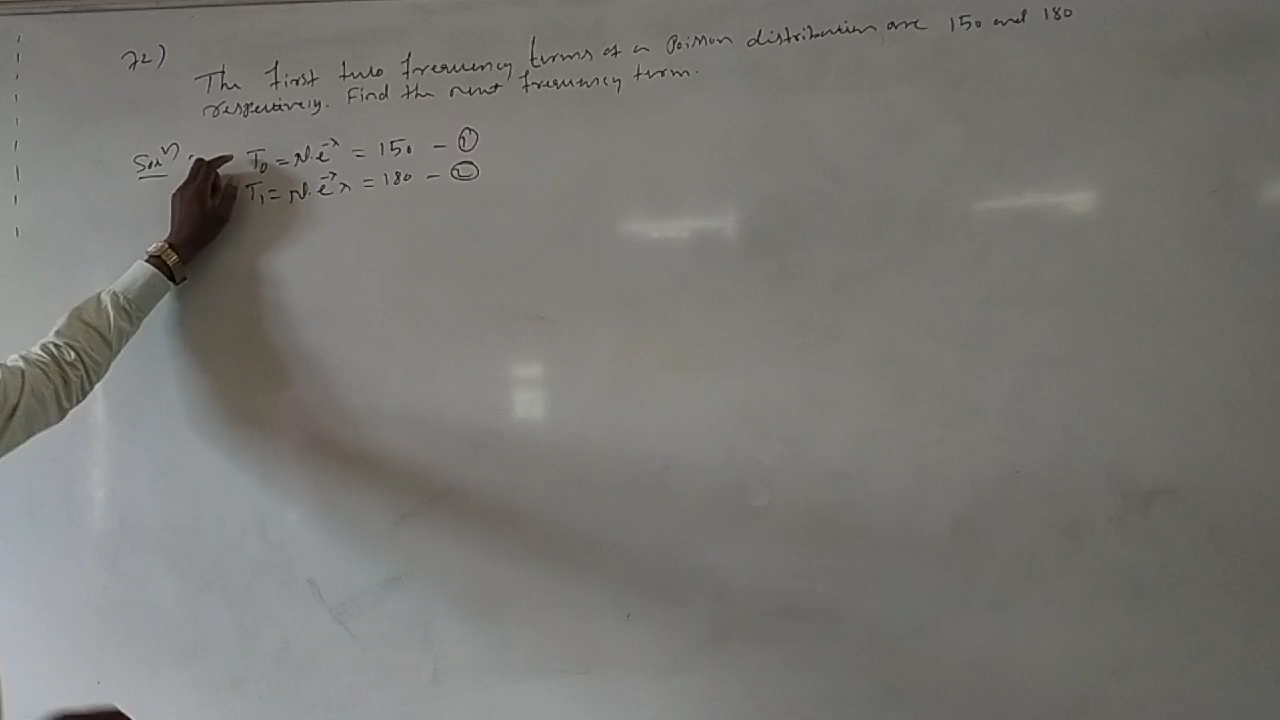 72)
The first two frequency terms of a Poisson distribution are 150 and 180
respectively. Find the next frequency term.
Solⁿ:
T₀ = N.e^-λ = 150 - ①
T₁ = N.e^-λ λ = 180 - ②